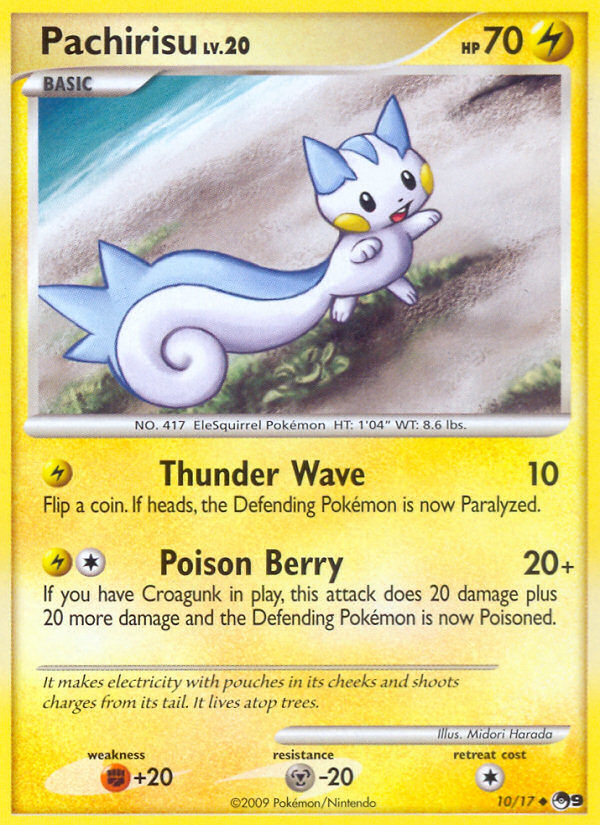 Pachirisu LV.20 HP 70
BASIC
NO. 417 EleSquirrel Pokémon HT: 1'04" WT: 8.6 lbs.
Thunder Wave 10
Flip a coin. If heads, the Defending Pokémon is now Paralyzed.
Poison Berry 20+
If you have Croagunk in play, this attack does 20 damage plus
20 more damage and the Defending Pokémon is now Poisoned.
It makes electricity with pouches in its cheeks and shoots
charges from its tail. It lives atop trees.
Illus. Midori Harada
weakness resistance retreat cost
+20 -20
©2009 Pokémon/Nintendo 10/17 9